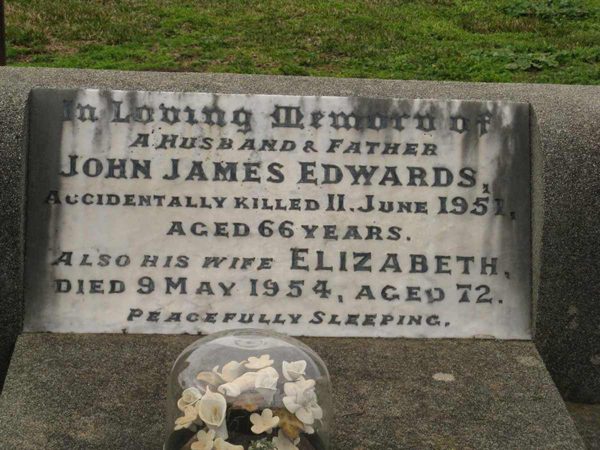 In Loving Memory of
A HUSBAND & FATHER
JOHN JAMES EDWARDS,
ACCIDENTALLY KILLED 11. JUNE 1951,
AGED 66 YEARS.
ALSO HIS WIFE ELIZABETH,
DIED 9 MAY 1954, AGED 72.
PEACEFULLY SLEEPING.